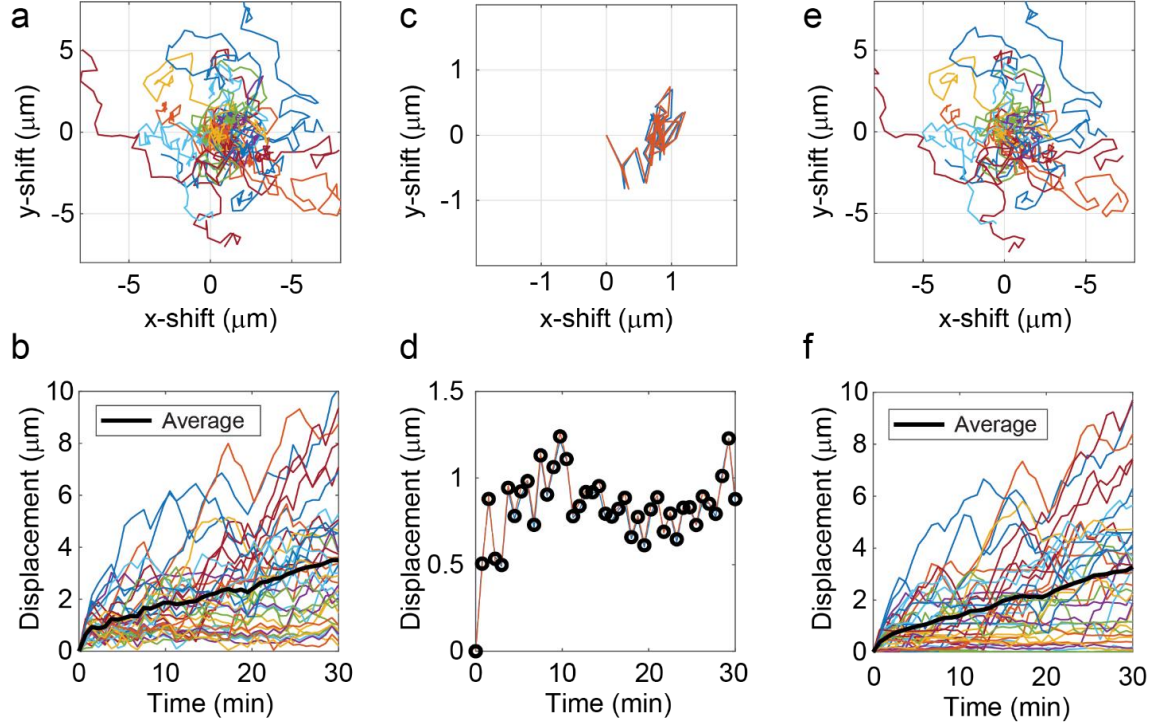 a
5
0
-5
y-shift (μm)
-5
0
-5
x-shift (μm)
c
1
0
-1
y-shift (μm)
-1
0
1
x-shift (μm)
e
5
0
-5
y-shift (μm)
-5
0
-5
x-shift (μm)
b
10
8
6
4
2
0
Displacement (μm)
Average
0
10
20
30
Time (min)
d
1.5
1
0.5
0
Displacement (μm)
0
10
20
30
Time (min)
f
10
8
6
4
2
0
Displacement (μm)
Average
0
10
20
30
Time (min)